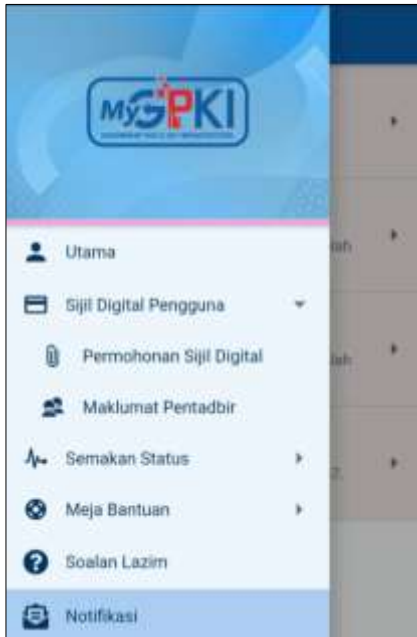 MyGPKI
Utama
Sijil Digital Pengguna
Permohonan Sijil Digital
Maklumat Pentadbir
Semakan Status
Meja Bantuan
Soalan Lazim
Notifikasi